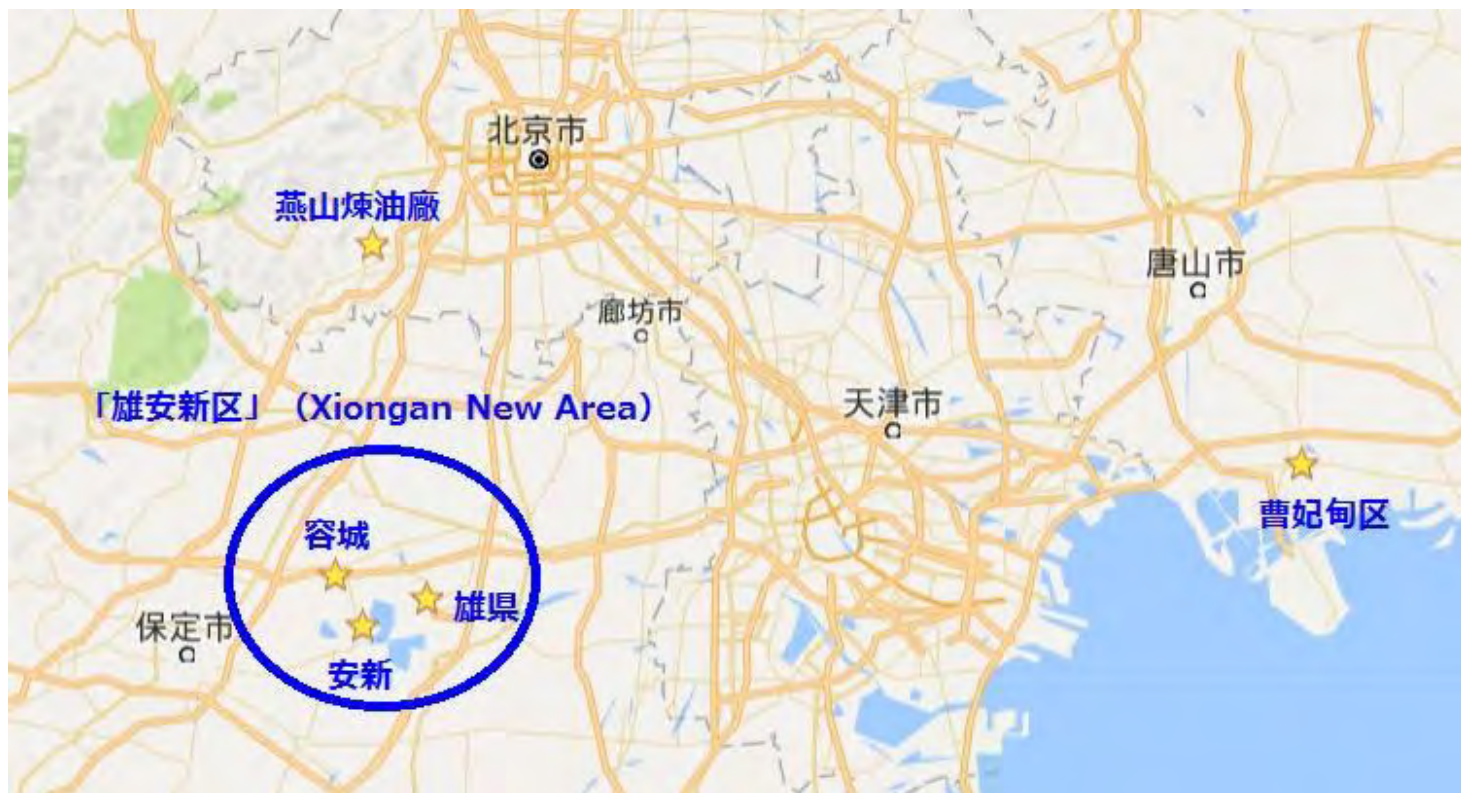 北京市
燕山煉油廠
唐山市
廊坊市
「雄安新区」（Xiongan New Area）
天津市
曹妃甸区
容城
雄県
保定市
安新